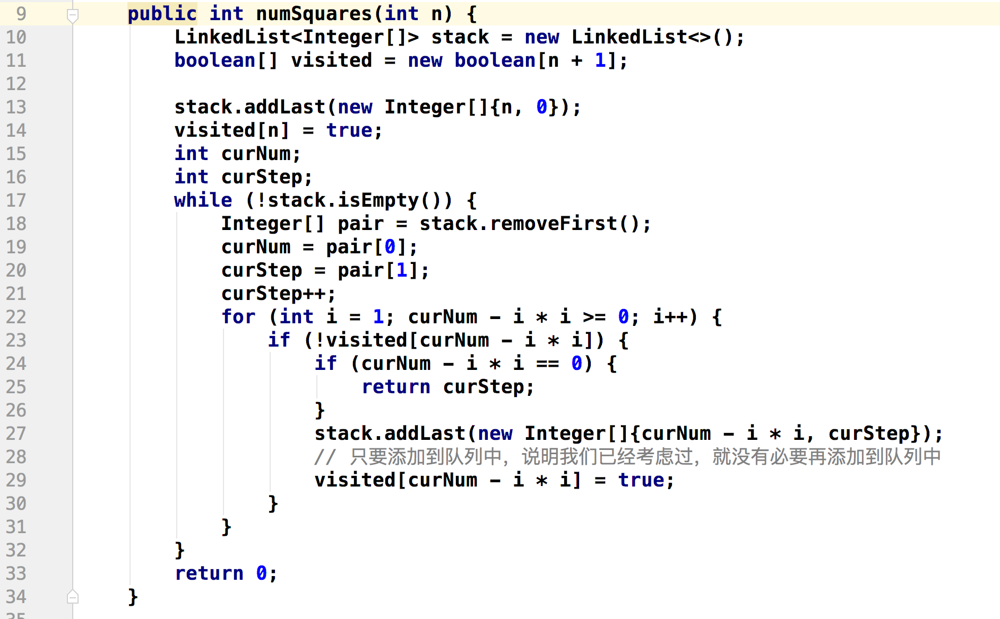 9 public int numSquares(int n) {
10 LinkedList<Integer[]> stack = new LinkedList<>();
11 boolean[] visited = new boolean[n + 1];
12
13 stack.addLast(new Integer[]{n, 0});
14 visited[n] = true;
15 int curNum;
16 int curStep;
17 while (!stack.isEmpty()) {
18 Integer[] pair = stack.removeFirst();
19 curNum = pair[0];
20 curStep = pair[1];
21 curStep++;
22 for (int i = 1; curNum - i * i >= 0; i++) {
23 if (!visited[curNum - i * i]) {
24 if (curNum - i * i == 0) {
25 return curStep;
26 }
27 stack.addLast(new Integer[]{curNum - i * i, curStep});
28 // 只要添加到队列中，说明我们已经考虑过，就没有必要再添加到队列中
29 visited[curNum - i * i] = true;
30 }
31 }
32 }
33 return 0;
34 }
35